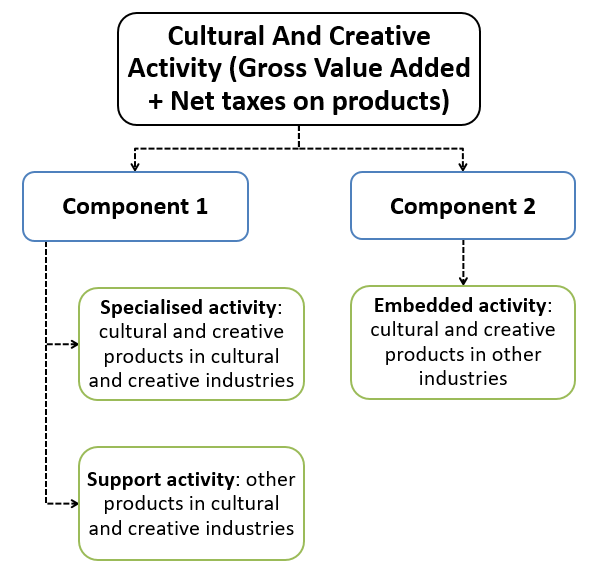 Cultural And Creative
Activity (Gross Value Added
+ Net taxes on products)
Component 1
Component 2
Specialised activity:
cultural and creative
products in cultural
and creative industries
Embedded activity:
cultural and creative
products in other
industries
Support activity: other
products in cultural
and creative industries